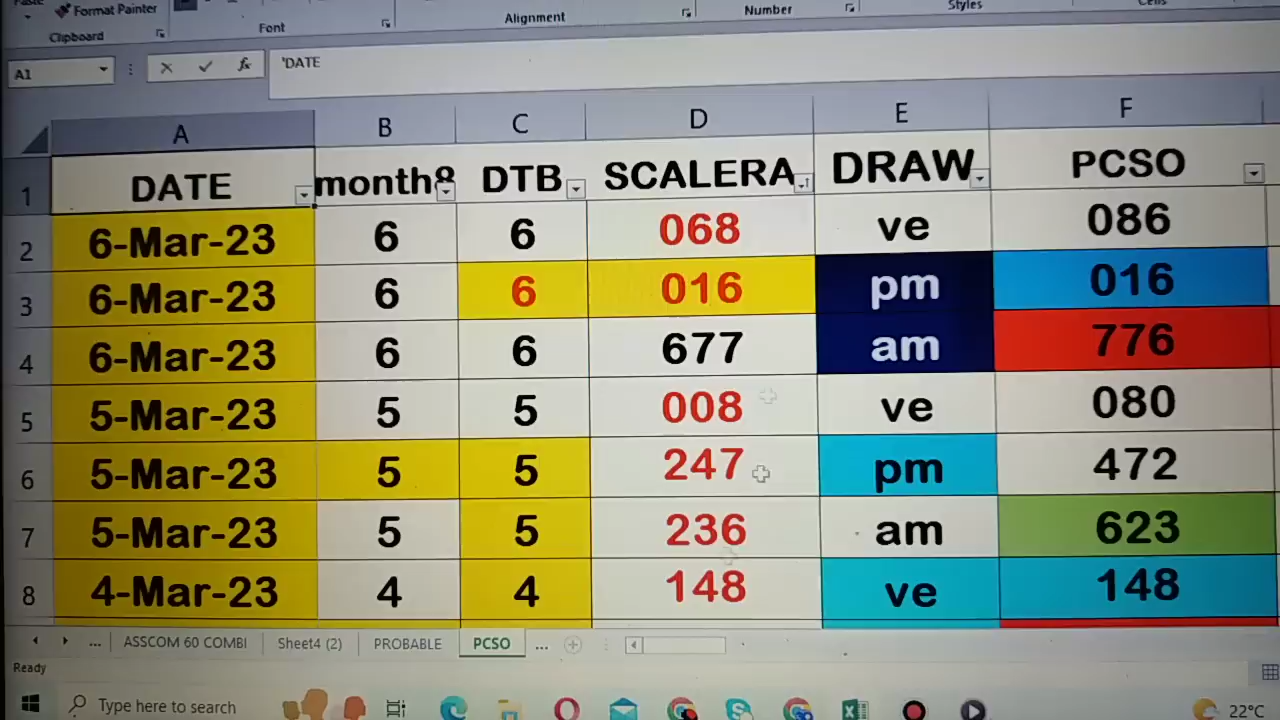 Format Painter
Clipboard
Font
Alignment
Number
Styles
Cells
A1
fx
'DATE
A B C D E F
1 DATE month8 DTB SCALERA DRAW PCSO
2 6-Mar-23 6 6 068 ve 086
3 6-Mar-23 6 6 016 pm 016
4 6-Mar-23 6 6 677 am 776
5 5-Mar-23 5 5 008 ve 080
6 5-Mar-23 5 5 247 pm 472
7 5-Mar-23 5 5 236 am 623
8 4-Mar-23 4 4 148 ve 148
... ASSCOM 60 COMBI Sheet4 (2) PROBABLE PCSO ...
Ready
Type here to search
22°C